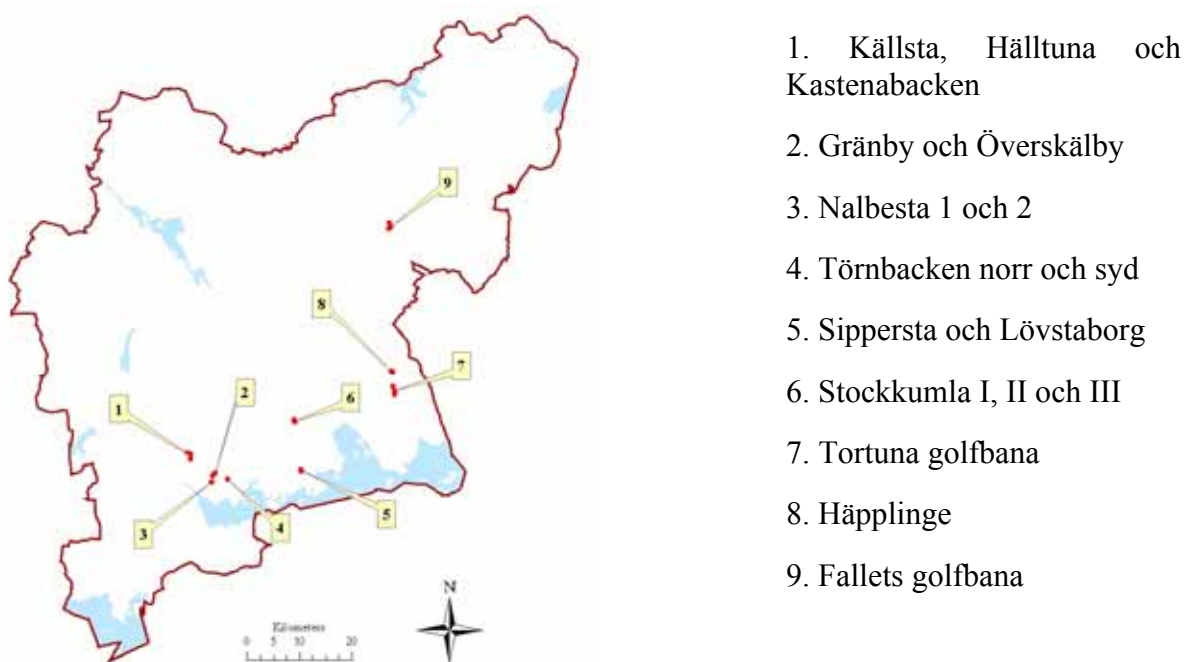 1. Källsta, Hälltuna och
Kastenabacken
2. Gränby och Överskälby
3. Nalbesta 1 och 2
4. Törnbacken norr och syd
5. Sippersta och Lövstaborg
6. Stockkumla I, II och III
7. Tortuna golfbana
8. Häpplinge
9. Fallets golfbana
9
8
7
2
6
1
3
4
5
N
Kilometers
0 5 10 20